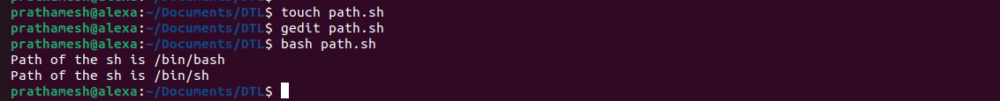 prathamesh@alexa:~/Documents/DTL$ touch path.sh
prathamesh@alexa:~/Documents/DTL$ gedit path.sh
prathamesh@alexa:~/Documents/DTL$ bash path.sh
Path of the sh is /bin/bash
Path of the sh is /bin/sh
prathamesh@alexa:~/Documents/DTL$